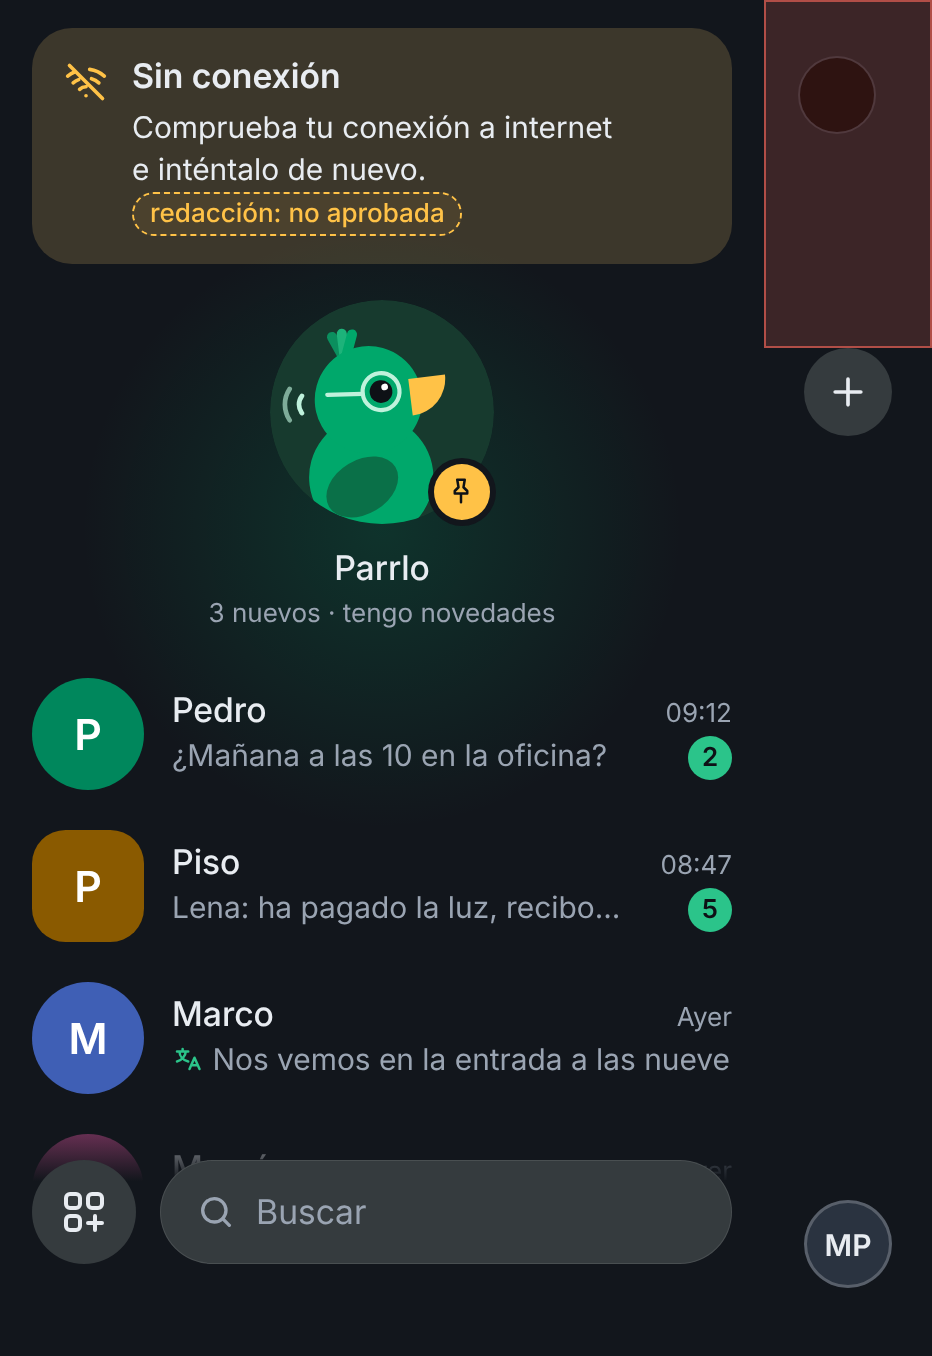 Sin conexión
Comprueba tu conexión a internet
e inténtalo de nuevo.
redacción: no aprobada
Parrlo
3 nuevos · tengo novedades
P
Pedro
09:12
¿Mañana a las 10 en la oficina?
2
P
Piso
08:47
Lena: ha pagado la luz, recibo...
5
M
Marco
Ayer
Nos vemos en la entrada a las nueve
Buscar
MP